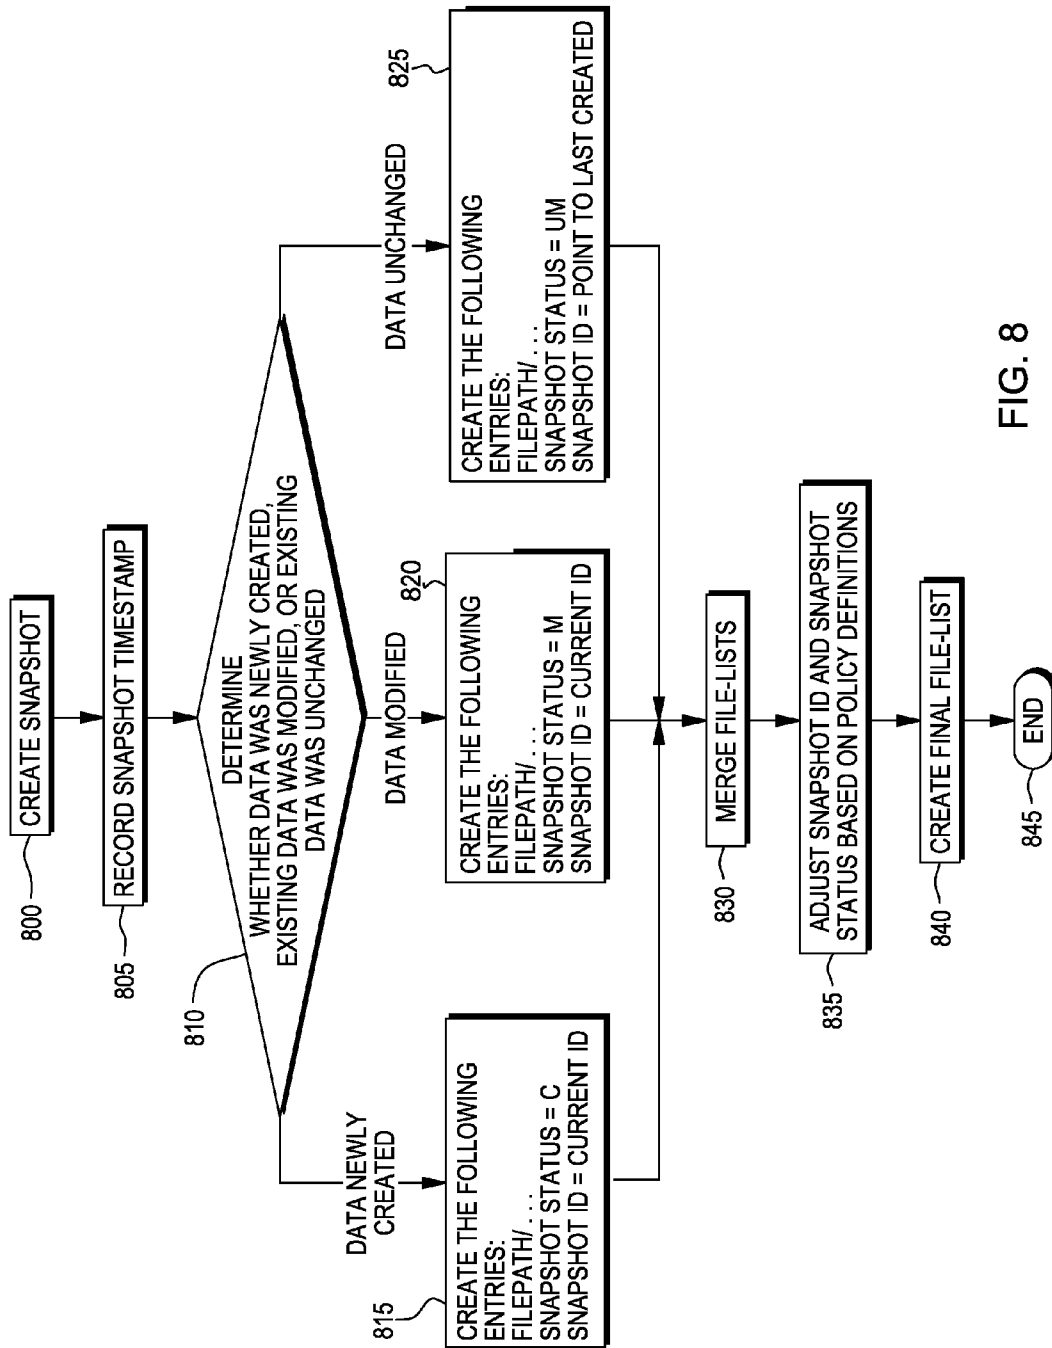 800
CREATE SNAPSHOT
805
RECORD SNAPSHOT TIMESTAMP
810
DETERMINE
WHETHER DATA WAS NEWLY CREATED,
EXISTING DATA WAS MODIFIED, OR EXISTING
DATA WAS UNCHANGED
DATA NEWLY
CREATED
DATA MODIFIED
DATA UNCHANGED
815
CREATE THE FOLLOWING
ENTRIES:
FILEPATH/ . . .
SNAPSHOT STATUS = C
SNAPSHOT ID = CURRENT ID
820
CREATE THE FOLLOWING
ENTRIES:
FILEPATH/ . . .
SNAPSHOT STATUS = M
SNAPSHOT ID = CURRENT ID
825
CREATE THE FOLLOWING
ENTRIES:
FILEPATH/ . . .
SNAPSHOT STATUS = UM
SNAPSHOT ID = POINT TO LAST CREATED
830
MERGE FILE-LISTS
835
ADJUST SNAPSHOT ID AND SNAPSHOT
STATUS BASED ON POLICY DEFINITIONS
840
CREATE FINAL FILE-LIST
845
END
FIG. 8